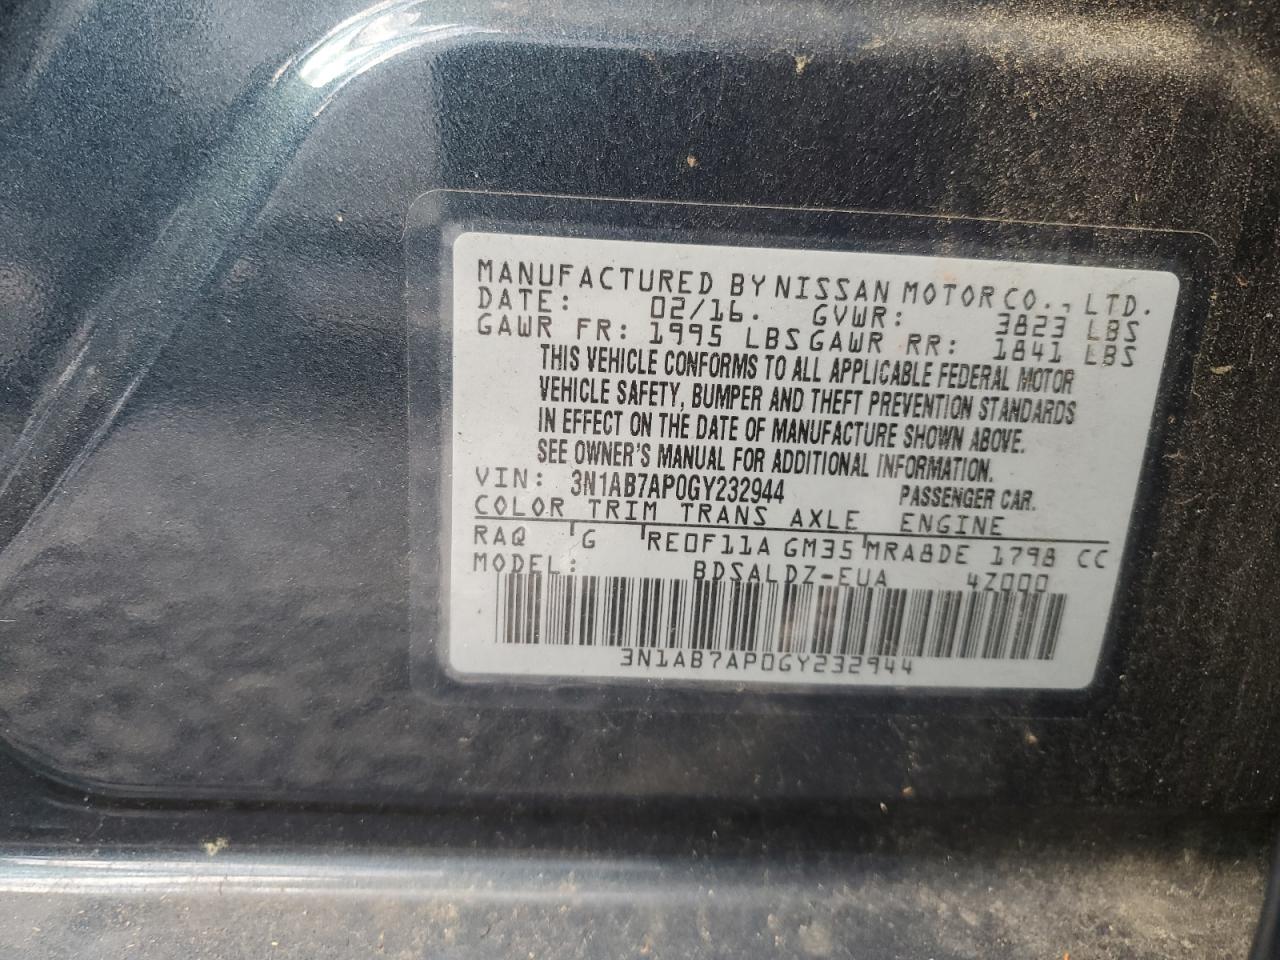 MANUFACTURED BY NISSAN MOTOR CO., LTD.
DATE: 02/16. GVWR: 3823 LBS
GAWR FR: 1995 LBS GAWR RR: 1841 LBS
THIS VEHICLE CONFORMS TO ALL APPLICABLE FEDERAL MOTOR
VEHICLE SAFETY, BUMPER AND THEFT PREVENTION STANDARDS
IN EFFECT ON THE DATE OF MANUFACTURE SHOWN ABOVE.
SEE OWNER'S MANUAL FOR ADDITIONAL INFORMATION.
VIN: 3N1AB7AP0GY232944 PASSENGER CAR.
COLOR TRIM TRANS AXLE ENGINE
RAQ G RE0F11A GM35 MRA8DE 1798 CC
MODEL: BDSALDZ-EUA 4Z000
3N1AB7AP0GY232944